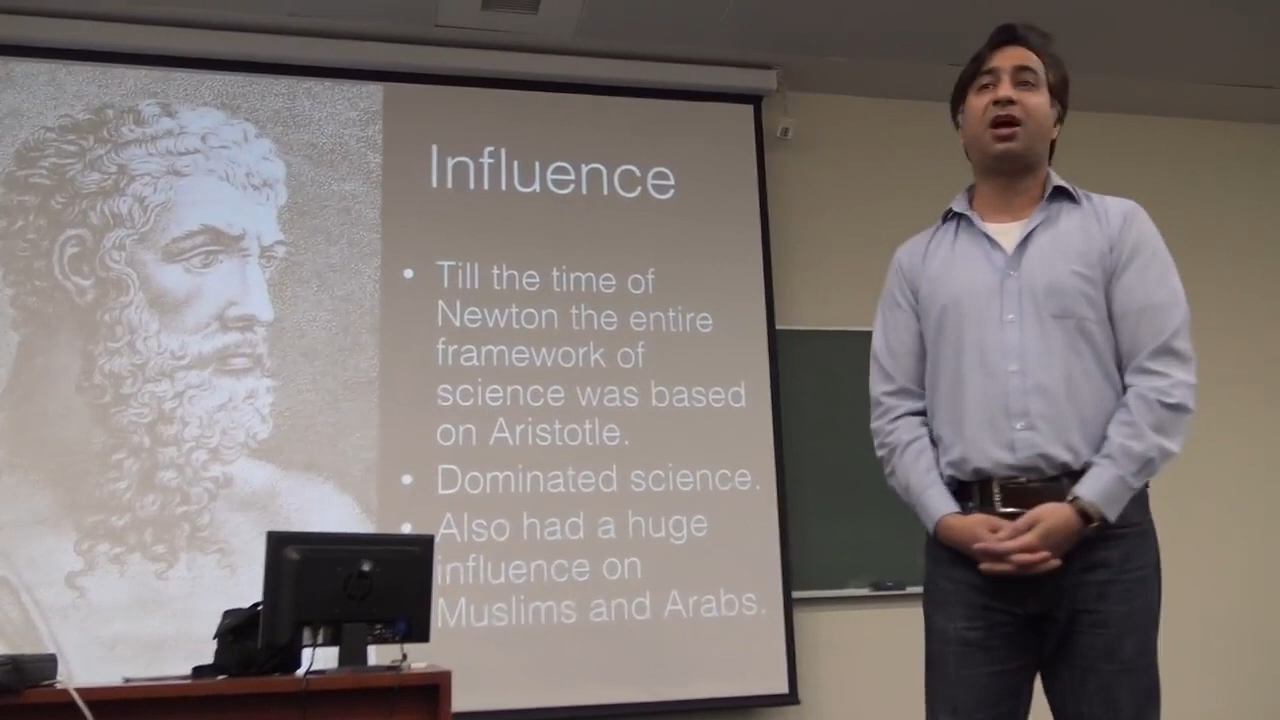 Influence
• Till the time of
Newton the entire
framework of
science was based
on Aristotle.
• Dominated science.
• Also had a huge
influence on
Muslims and Arabs.
hp